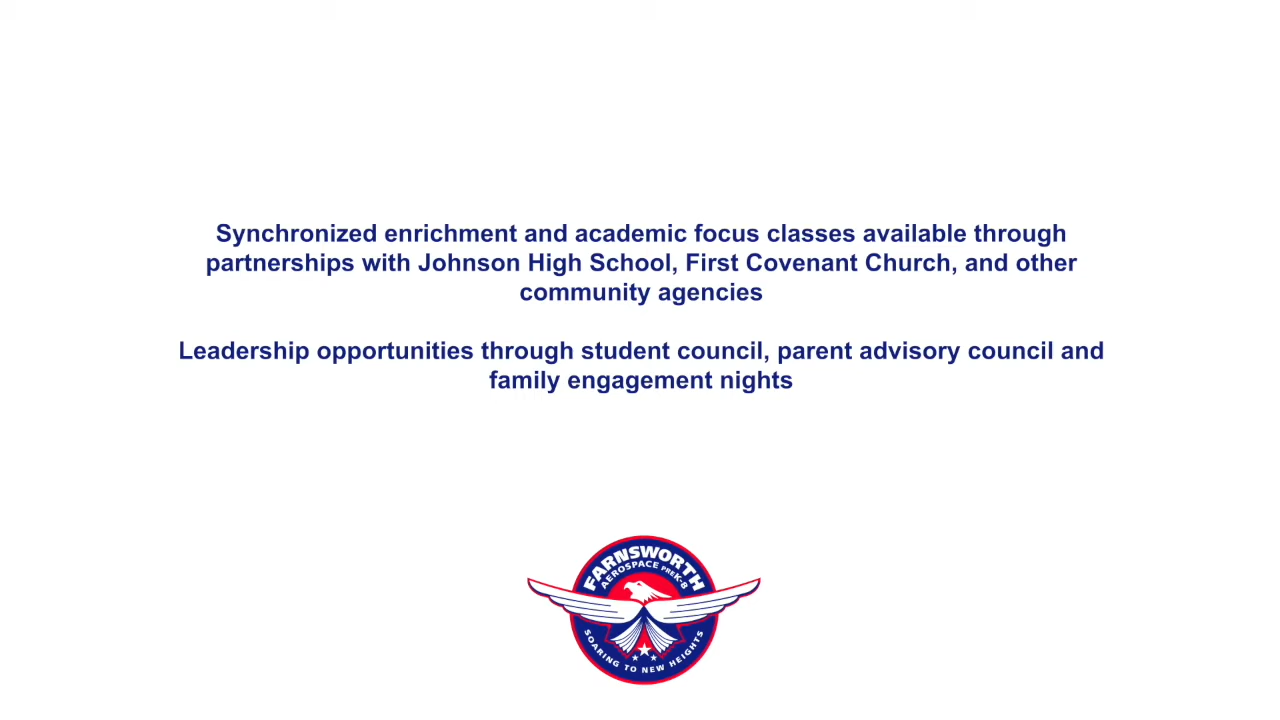 Synchronized enrichment and academic focus classes available through
partnerships with Johnson High School, First Covenant Church, and other
community agencies
Leadership opportunities through student council, parent advisory council and
family engagement nights
FARNSWORTH
AEROSPACE PREK-8
SOARING TO NEW HEIGHTS